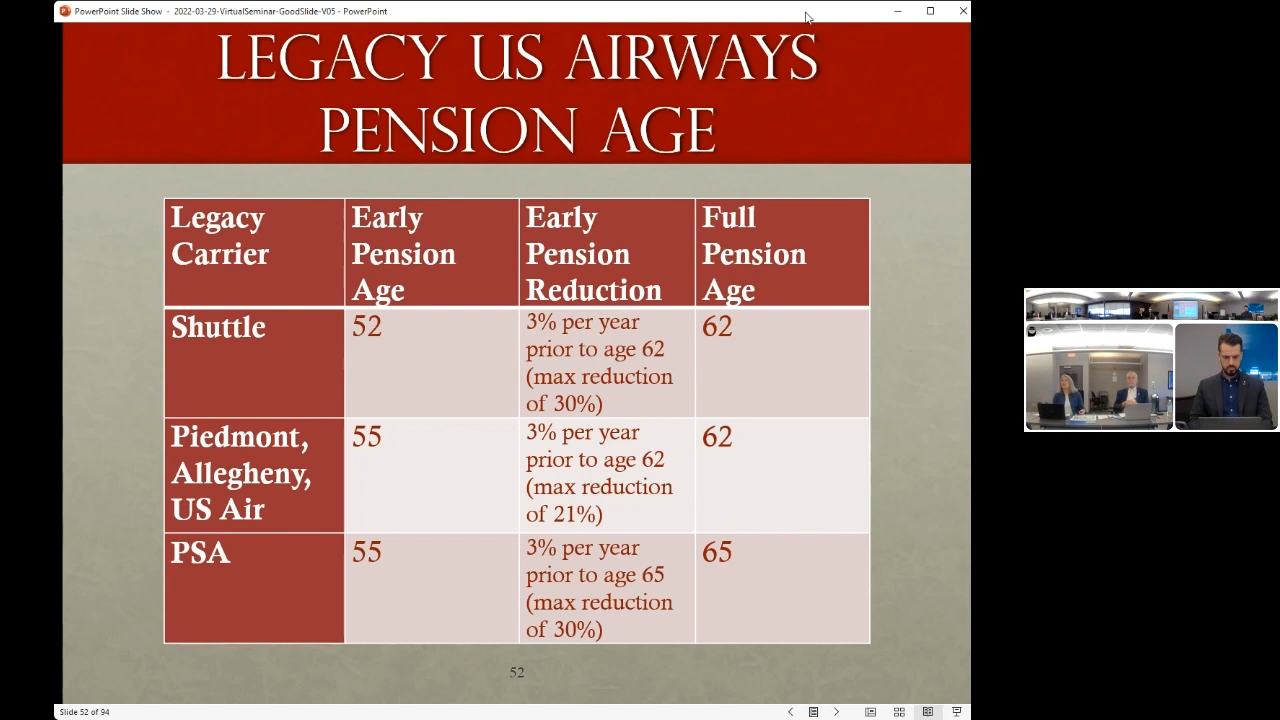 PowerPoint Slide Show - 2022-03-29-VirtualSeminar-GoodSlide-V05 - PowerPoint
LEGACY US AIRWAYS
PENSION AGE
Legacy
Carrier
Early
Pension
Age
Early
Pension
Reduction
Full
Pension
Age
Shuttle
52
3% per year
prior to age 62
(max reduction
of 30%)
62
Piedmont,
Allegheny,
US Air
55
3% per year
prior to age 62
(max reduction
of 21%)
62
PSA
55
3% per year
prior to age 65
(max reduction
of 30%)
65
52
Slide 52 of 94